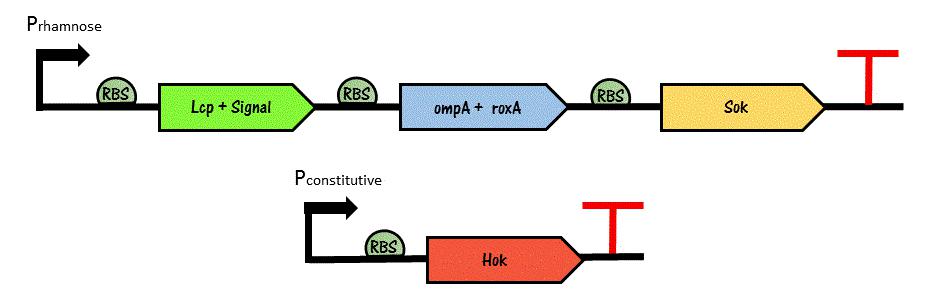 Prhamnose
RBS
Lcp + Signal
RBS
ompA + roxA
RBS
Sok
Pconstitutive
RBS
Hok